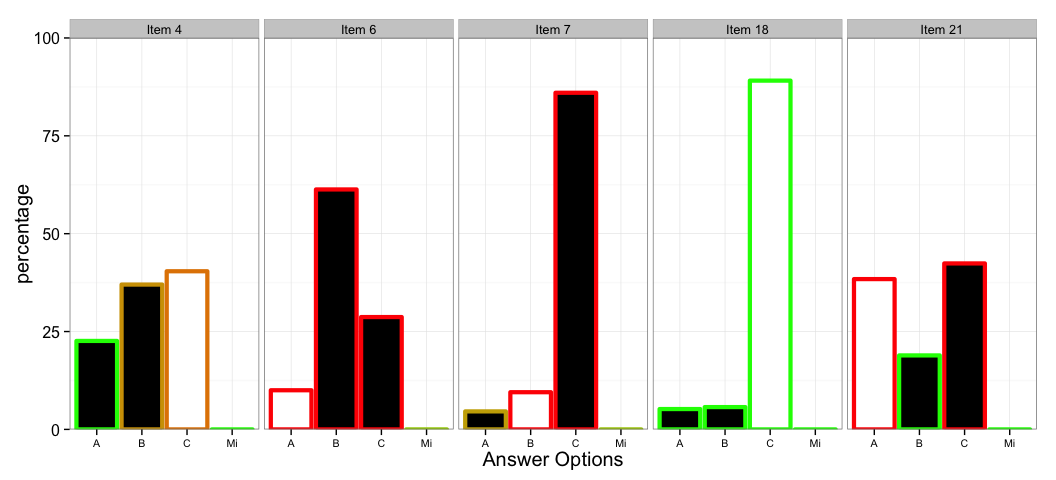 Item 4 Item 6 Item 7 Item 18 Item 21
100
75
50
25
0
percentage
A B C Mi A B C Mi A B C Mi A B C Mi A B C Mi
Answer Options